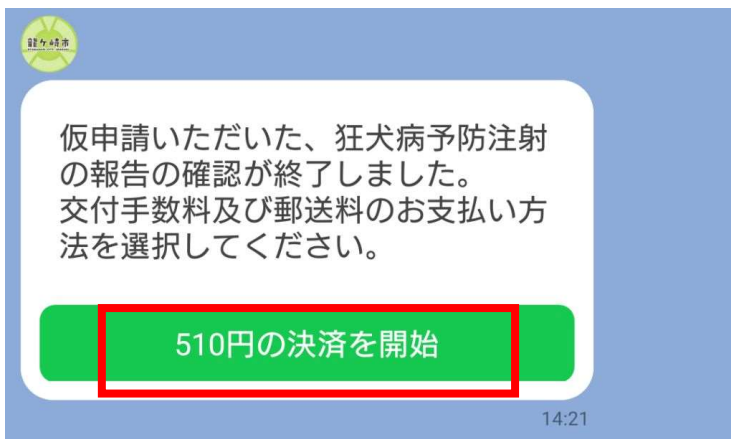 龍ケ崎市
仮申請いただいた、狂犬病予防注射
の報告の確認が終了しました。
交付手数料及び郵送料のお支払い方
法を選択してください。
510円の決済を開始
14:21